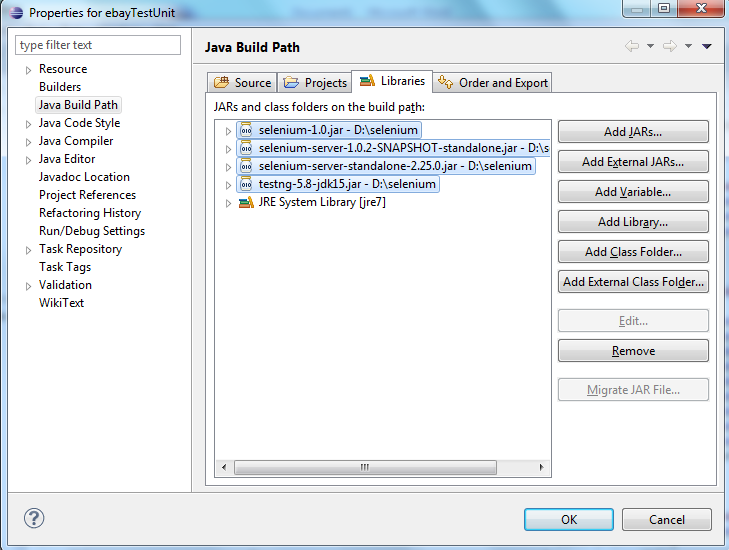 Properties for ebayTestUnit
type filter text
Resource
Builders
Java Build Path
Java Code Style
Java Compiler
Java Editor
Javadoc Location
Project References
Refactoring History
Run/Debug Settings
Task Repository
Task Tags
Validation
WikiText
Java Build Path
Source Projects Libraries Order and Export
JARs and class folders on the build path:
selenium-1.0.jar - D:\selenium
selenium-server-1.0.2-SNAPSHOT-standalone.jar - D:\s
selenium-server-standalone-2.25.0.jar - D:\selenium
testng-5.8-jdk15.jar - D:\selenium
JRE System Library [jre7]
Add JARs...
Add External JARs...
Add Variable...
Add Library...
Add Class Folder...
Add External Class Folder...
Edit...
Remove
Migrate JAR File...
OK Cancel